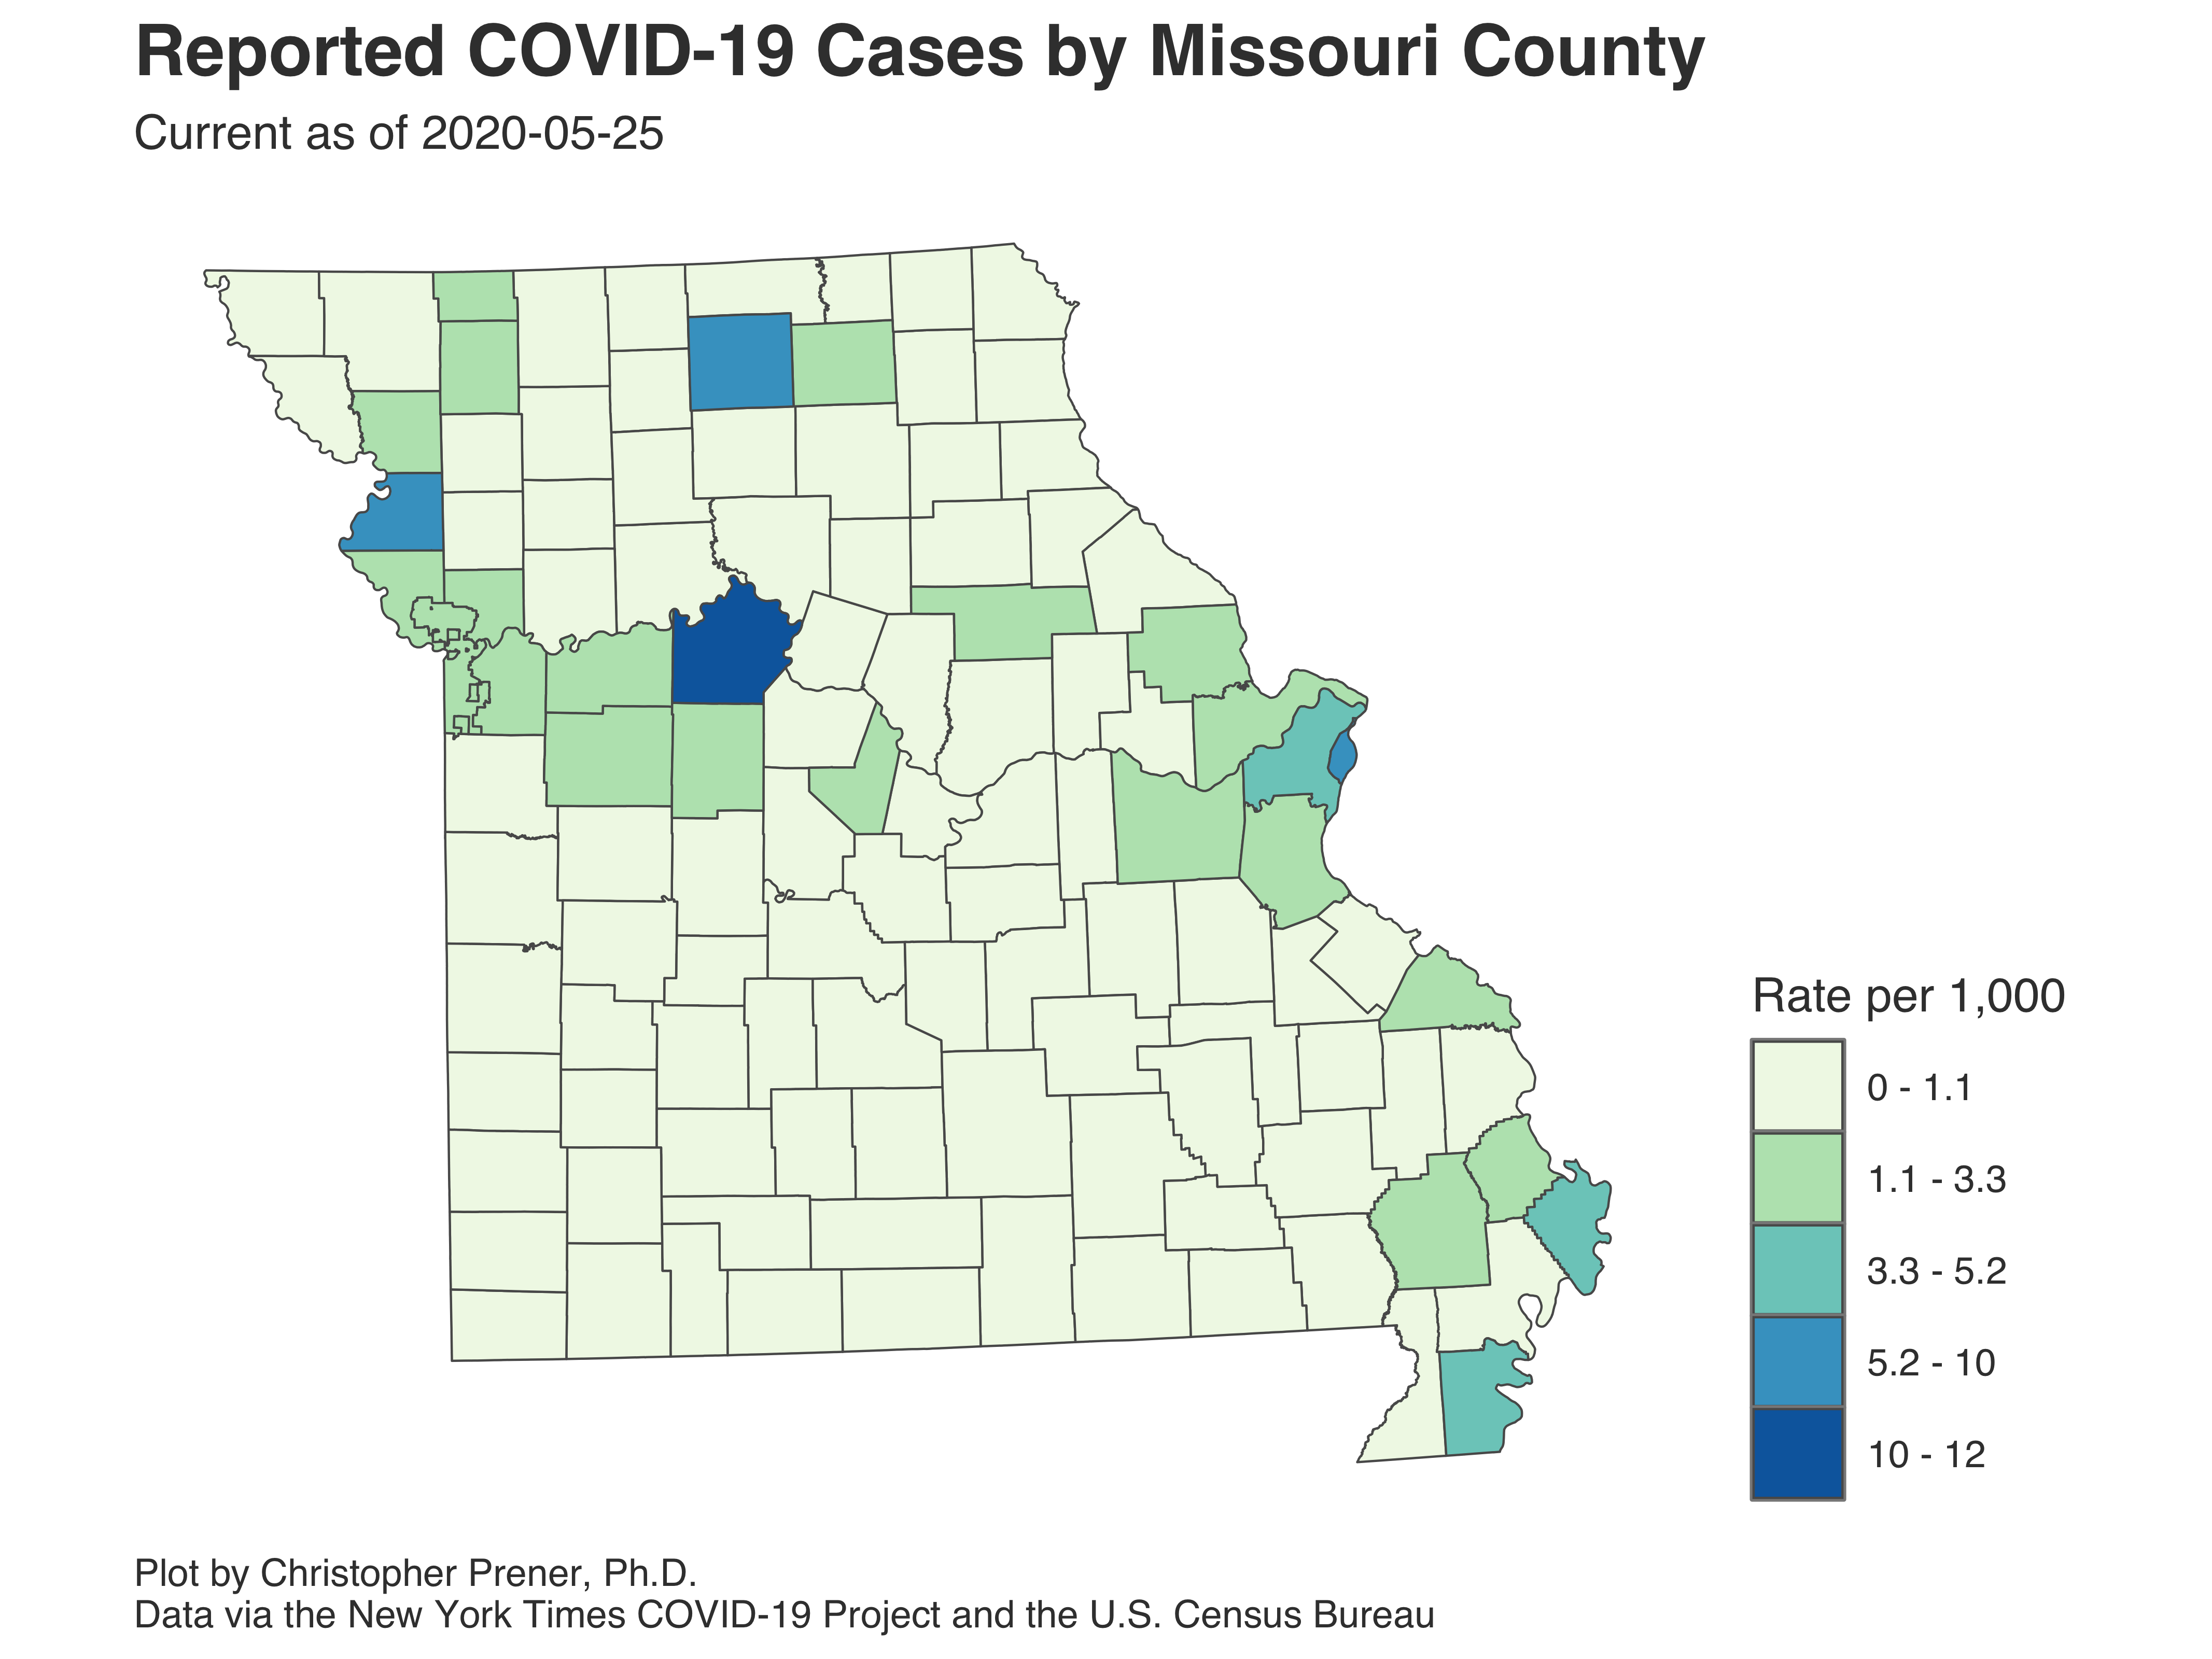 Reported COVID-19 Cases by Missouri County
Current as of 2020-05-25
Rate per 1,000
0 - 1.1
1.1 - 3.3
3.3 - 5.2
5.2 - 10
10 - 12
Plot by Christopher Prener, Ph.D.
Data via the New York Times COVID-19 Project and the U.S. Census Bureau